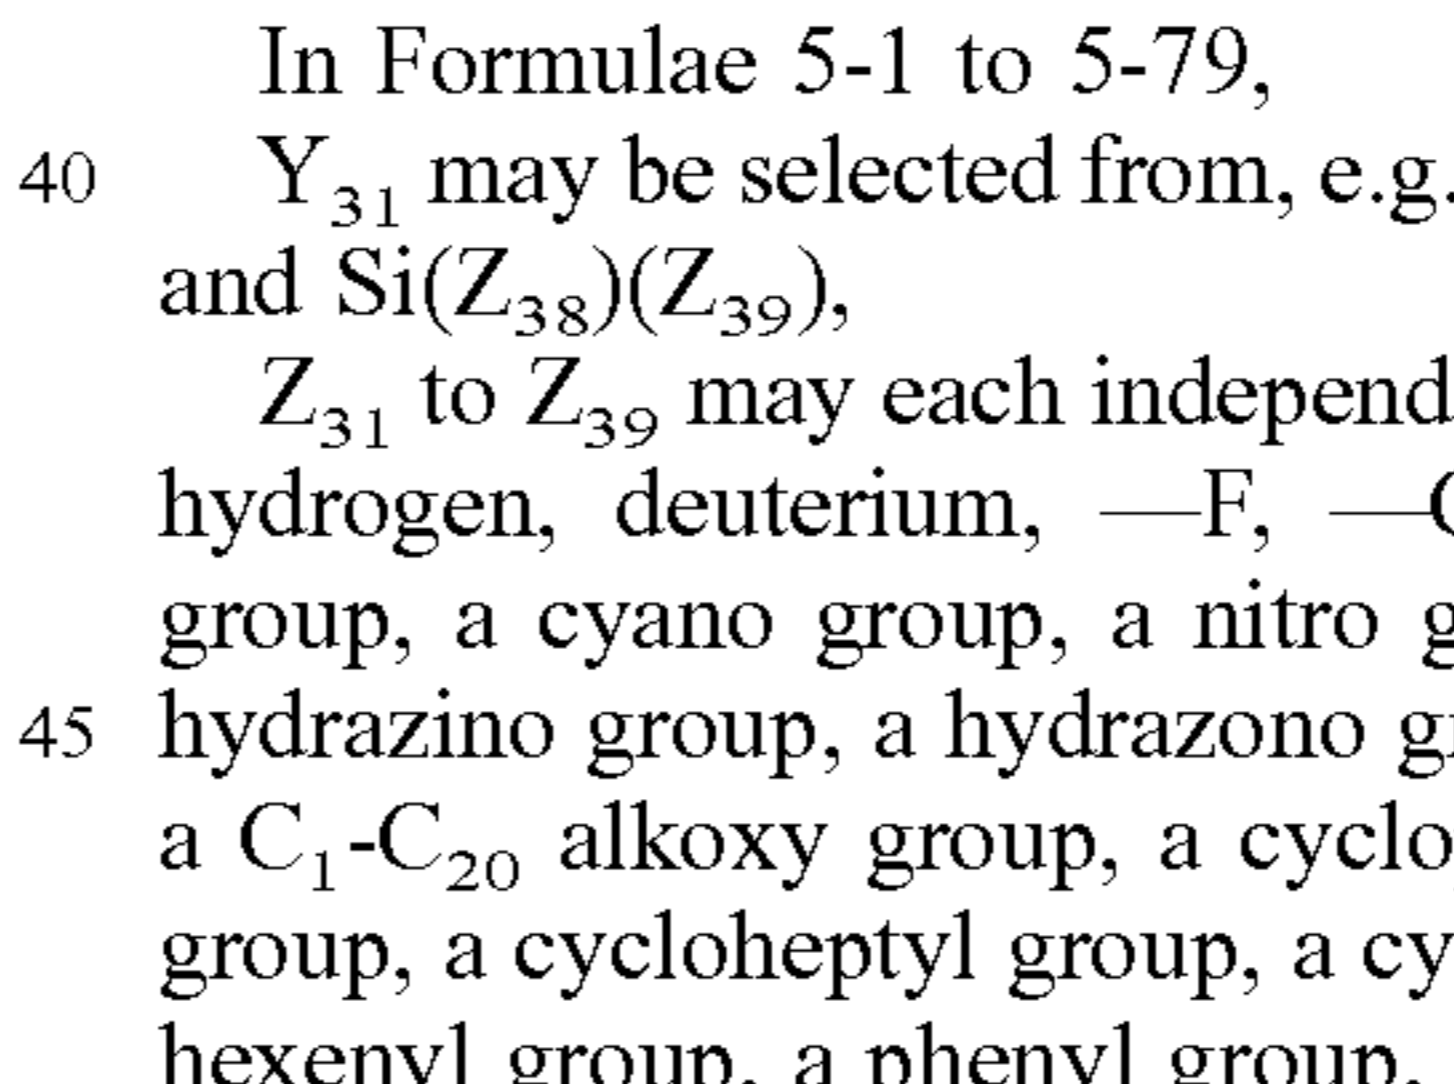 In Formulae 5-1 to 5-79,
40 Y₃₁ may be selected from, e.g.
and Si(Z₃₈)(Z₃₉),
Z₃₁ to Z₃₉ may each independ
hydrogen, deuterium, —F, —
group, a cyano group, a nitro g
45 hydrazino group, a hydrazono gr
a C₁-C₂₀ alkoxy group, a cyclo
group, a cycloheptyl group, a cy
hexenyl group, a phenyl group,